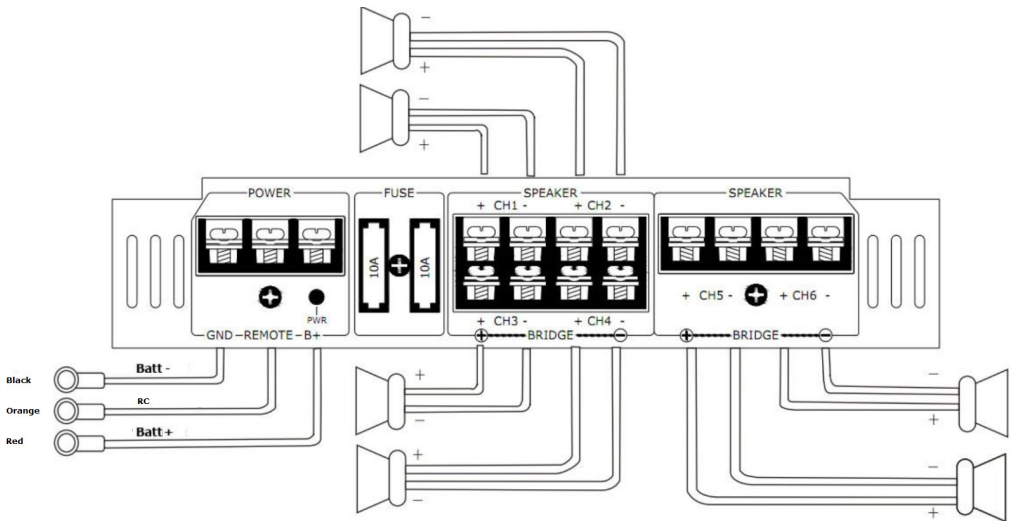 -
+
-
+
POWER
FUSE
SPEAKER
SPEAKER
+ CH1 -
+ CH2 -
10A
10A
PWR
+ CH5 -
+ CH6 -
+ CH3 -
+ CH4 -
GND -REMOTE- B+
+ BRIDGE -
+ BRIDGE -
Black
Batt -
Orange
RC
Red
Batt +
+
-
+
-
-
+
-
+